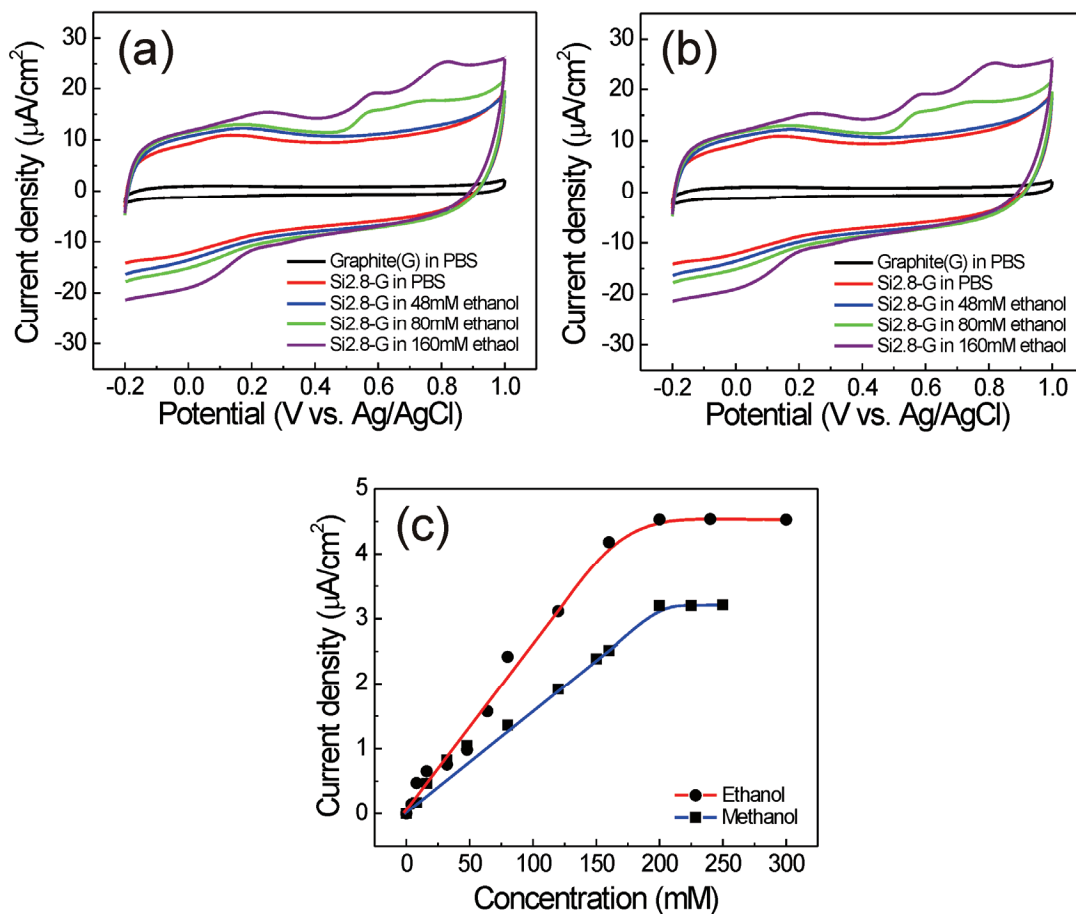 (a)
30
20
10
0
-10
-20
-30
Current density (µA/cm²)
Graphite(G) in PBS
Si2.8-G in PBS
Si2.8-G in 48mM ethanol
Si2.8-G in 80mM ethanol
Si2.8-G in 160mM ethaol
-0.2 0.0 0.2 0.4 0.6 0.8 1.0
Potential (V vs. Ag/AgCl)
(b)
30
20
10
0
-10
-20
-30
Current density (µA/cm²)
Graphite(G) in PBS
Si2.8-G in PBS
Si2.8-G in 48mM ethanol
Si2.8-G in 80mM ethanol
Si2.8-G in 160mM ethaol
-0.2 0.0 0.2 0.4 0.6 0.8 1.0
Potential (V vs. Ag/AgCl)
(c)
5
4
3
2
1
0
Current density (µA/cm²)
Ethanol
Methanol
0 50 100 150 200 250 300
Concentration (mM)